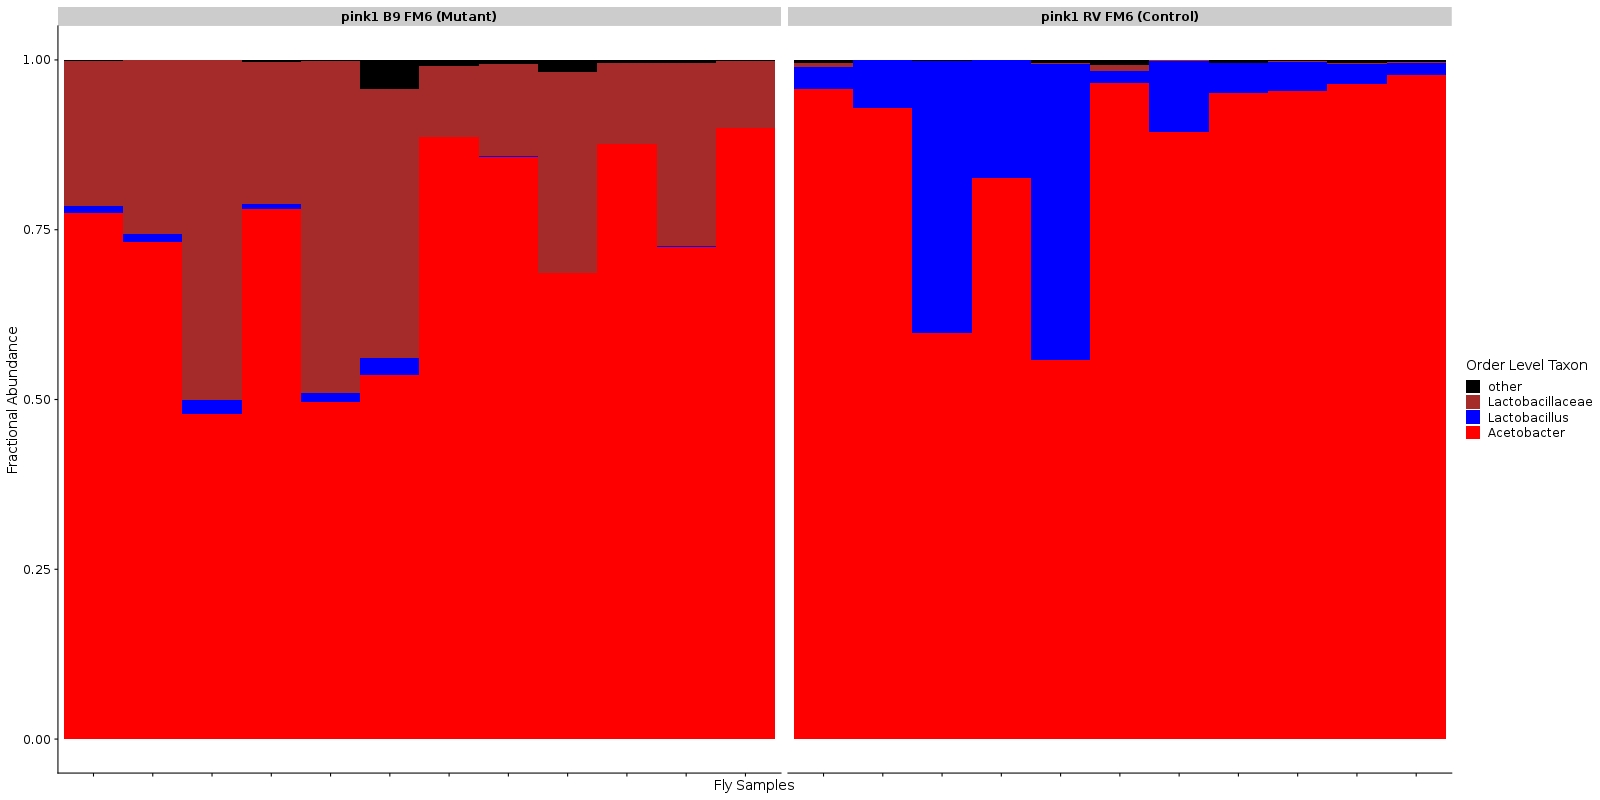 pink1 B9 FM6 (Mutant)
pink1 RV FM6 (Control)
1.00
0.75
0.50
0.25
0.00
Fractional Abundance
Fly Samples
Order Level Taxon
other
Lactobacillaceae
Lactobacillus
Acetobacter